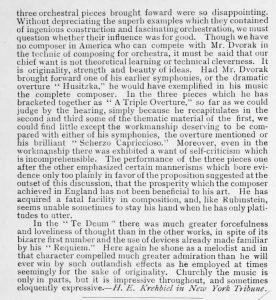 three orchestral pieces brought foward were so disappointing.
Without depreciating the superb examples which they contained
of ingenious construction and fascinating orchestration, we must
question whether their influence was good. Though we have
no composer in America who can compete with Mr. Dvorak in
the technic of composing for orchestra, it must be said that our
chief want is not theoretical learning or technical cleverness. It
is originality, strength and beauty of ideas. Had Mr. Dvorak
brought forward one of his earlier symphonies, or the dramatic
overture "Husitzka," he would have exemplified in his music
the complete composer. In the three pieces which he has
bracketed together as "A Triple Overture," so far as we could
judge by the hearing, simply because he recapitulates in the
second and third some of the thematic material of the first, we
could find little except the workmanship deserving to be com-
pared with either of his symphonies, the overture mentioned or
his brilliant "Scherzo Capriccioso." Moreover, even in the
workmanship there was exhibited a want of self-criticism which
is incomprehensible. The performance of the three pieces one
after the other emphasized certain mannerisms which bore evi-
dence only too plainly in favor of the proposition suggested at the
outset of this discussion, that the prosperity which the composer
achieved in England has not been beneficial to his art. He has
acquired a fatal facility in composition, and, like Rubinstein,
seems unable sometimes to stay his hand when he has only plati-
tudes to utter.
In the "Te Deum" there was much greater forcefulness
and loveliness of thought than in the other works, in spite of its
bizarre first number and the use of devices already made familiar
by his "Requiem." Here again he shone as a melodist and in
that character compelled much greater admiration than he will
ever win by such outlandish effects as he employed at times
seemingly for the sake of originality. Churchly the music is
only in parts, but it is impressive throughout, and sometimes
eloquently expressive.—H. E. Krehbiel in New York Tribune.